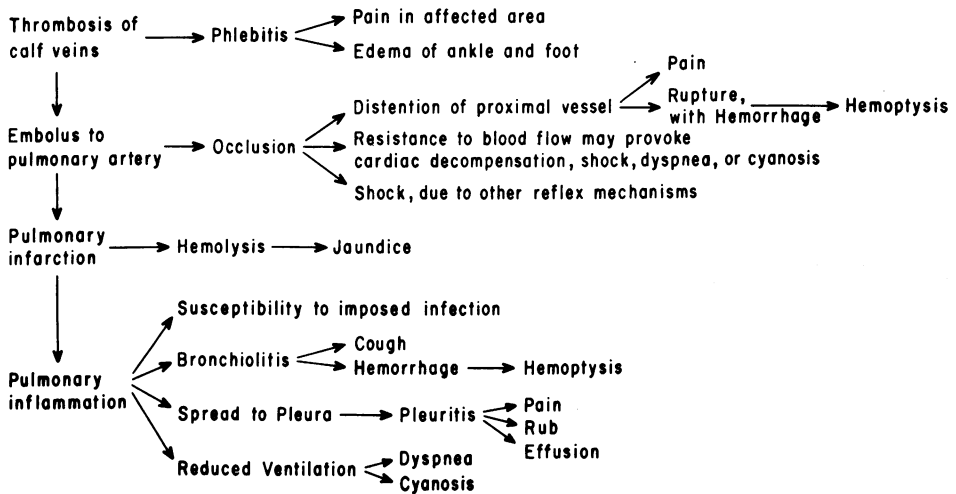 Thrombosis of
calf veins
Phlebitis
Pain in affected area
Edema of ankle and foot
Embolus to
pulmonary artery
Occlusion
Distention of proximal vessel
Pain
Rupture,
with Hemorrhage
Hemoptysis
Resistance to blood flow may provoke
cardiac decompensation, shock, dyspnea, or cyanosis
Shock, due to other reflex mechanisms
Pulmonary
infarction
Hemolysis
Jaundice
Pulmonary
inflammation
Susceptibility to imposed infection
Bronchiolitis
Cough
Hemorrhage
Hemoptysis
Spread to Pleura
Pleuritis
Pain
Rub
Effusion
Reduced Ventilation
Dyspnea
Cyanosis